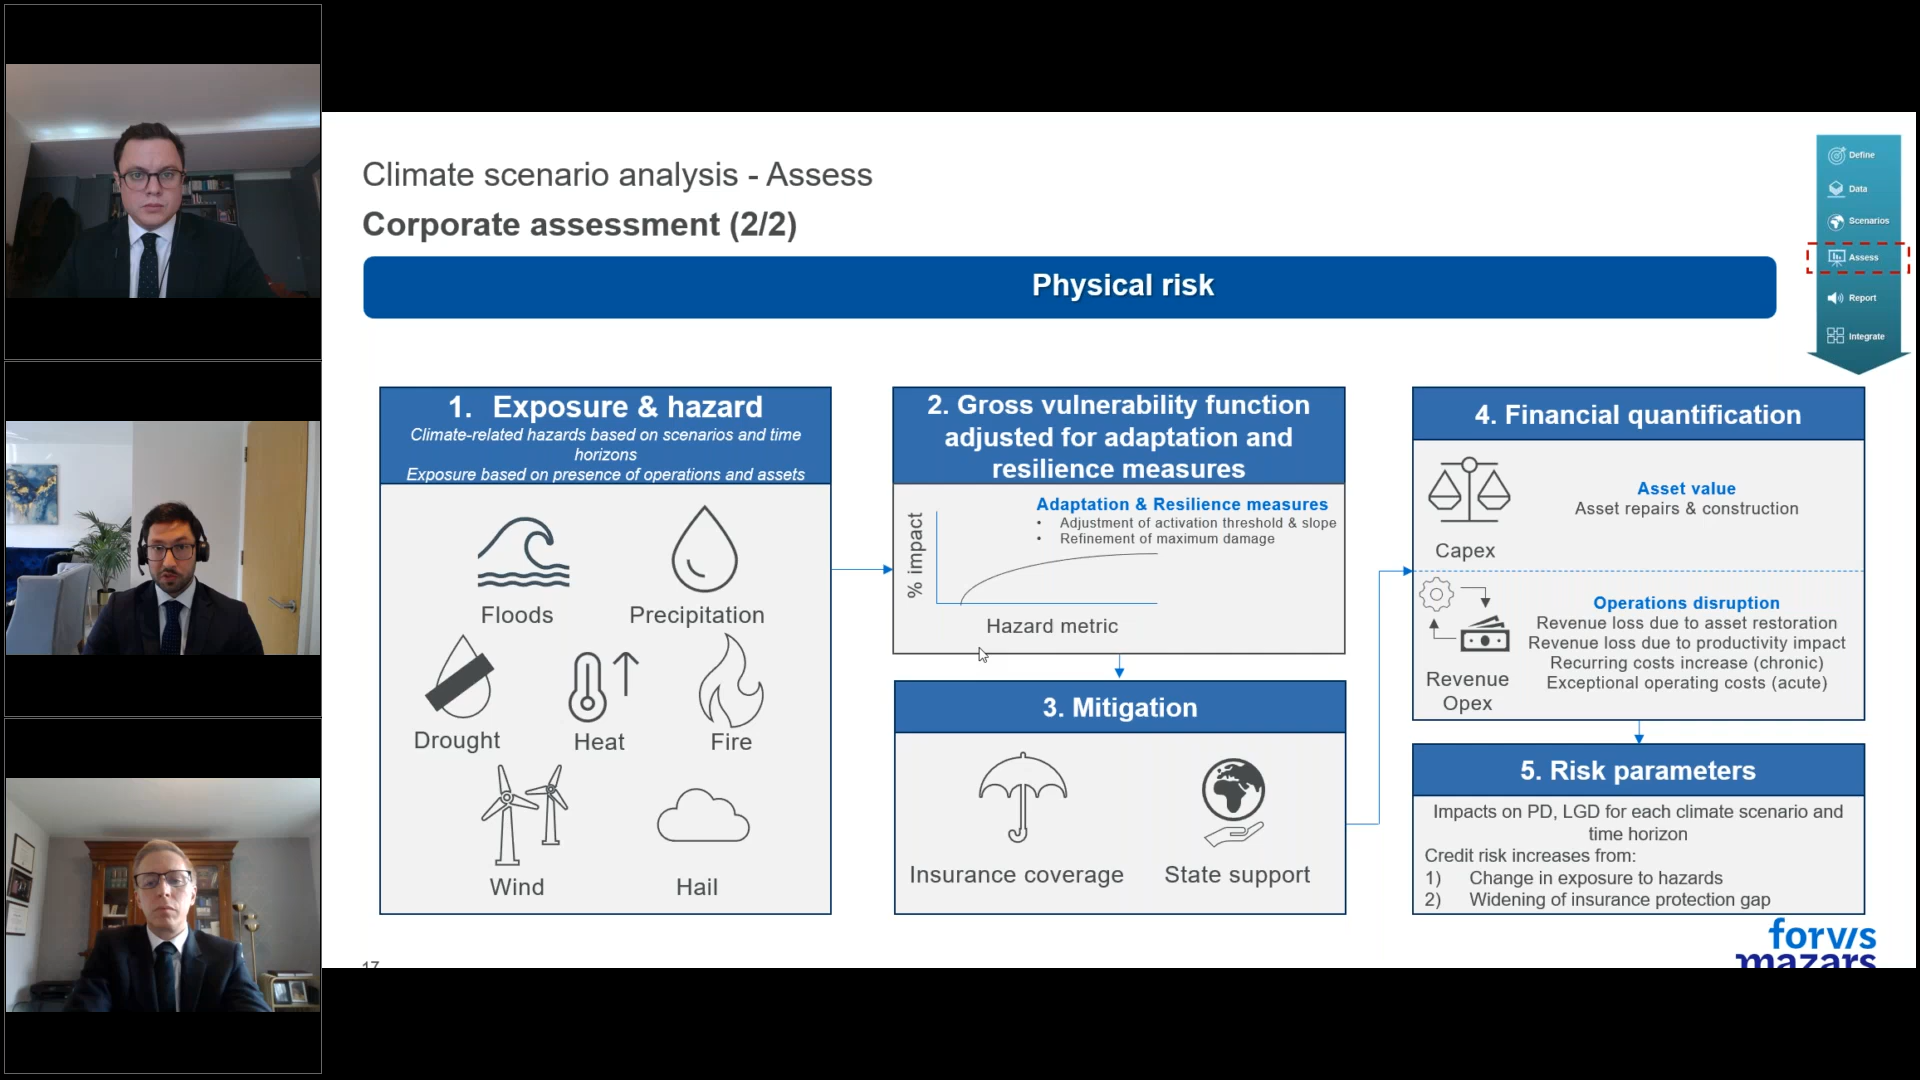 Climate scenario analysis - Assess
Corporate assessment (2/2)
Physical risk
Define
Data
Scenarios
Assess
Report
Integrate
1. Exposure & hazard
Climate-related hazards based on scenarios and time
horizons
Exposure based on presence of operations and assets
Floods
Precipitation
Drought
Heat
Fire
Wind
Hail
2. Gross vulnerability function
adjusted for adaptation and
resilience measures
Adaptation & Resilience measures
• Adjustment of activation threshold & slope
• Refinement of maximum damage
% impact
Hazard metric
3. Mitigation
Insurance coverage
State support
4. Financial quantification
Asset value
Asset repairs & construction
Capex
Operations disruption
Revenue loss due to asset restoration
Revenue loss due to productivity impact
Recurring costs increase (chronic)
Exceptional operating costs (acute)
Revenue
Opex
5. Risk parameters
Impacts on PD, LGD for each climate scenario and
time horizon
Credit risk increases from:
1) Change in exposure to hazards
2) Widening of insurance protection gap
forvis
mazars
17